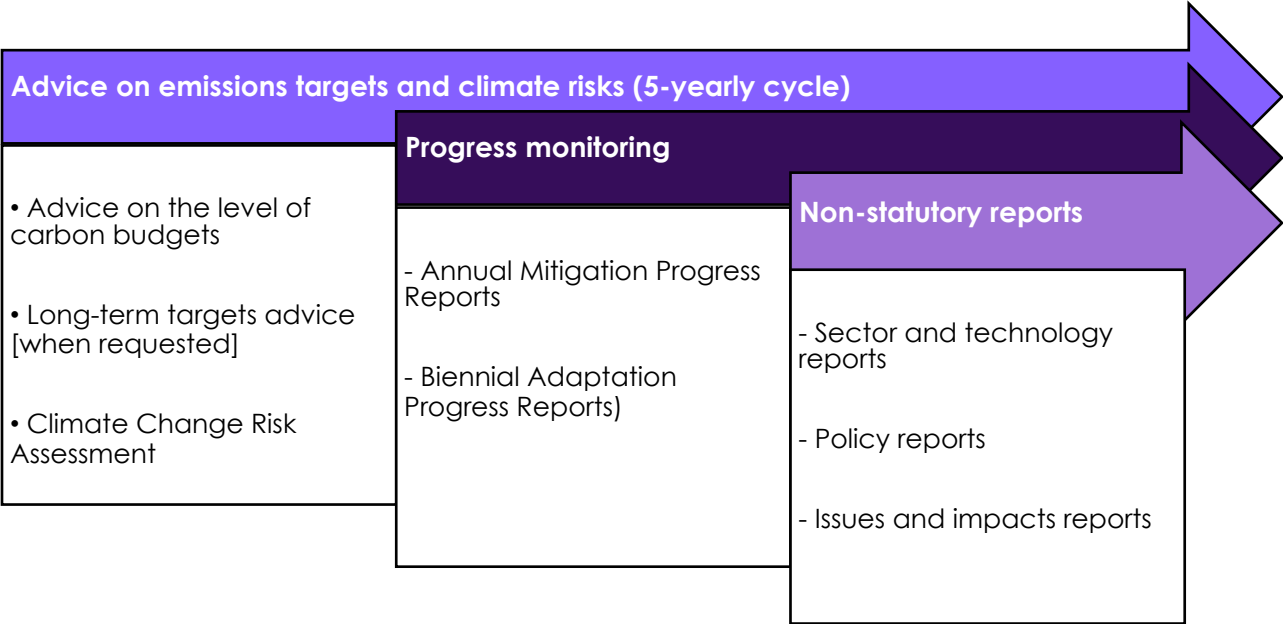 Advice on emissions targets and climate risks (5-yearly cycle)
• Advice on the level of
carbon budgets
• Long-term targets advice
[when requested]
• Climate Change Risk
Assessment
Progress monitoring
- Annual Mitigation Progress
Reports
- Biennial Adaptation
Progress Reports)
Non-statutory reports
- Sector and technology
reports
- Policy reports
- Issues and impacts reports